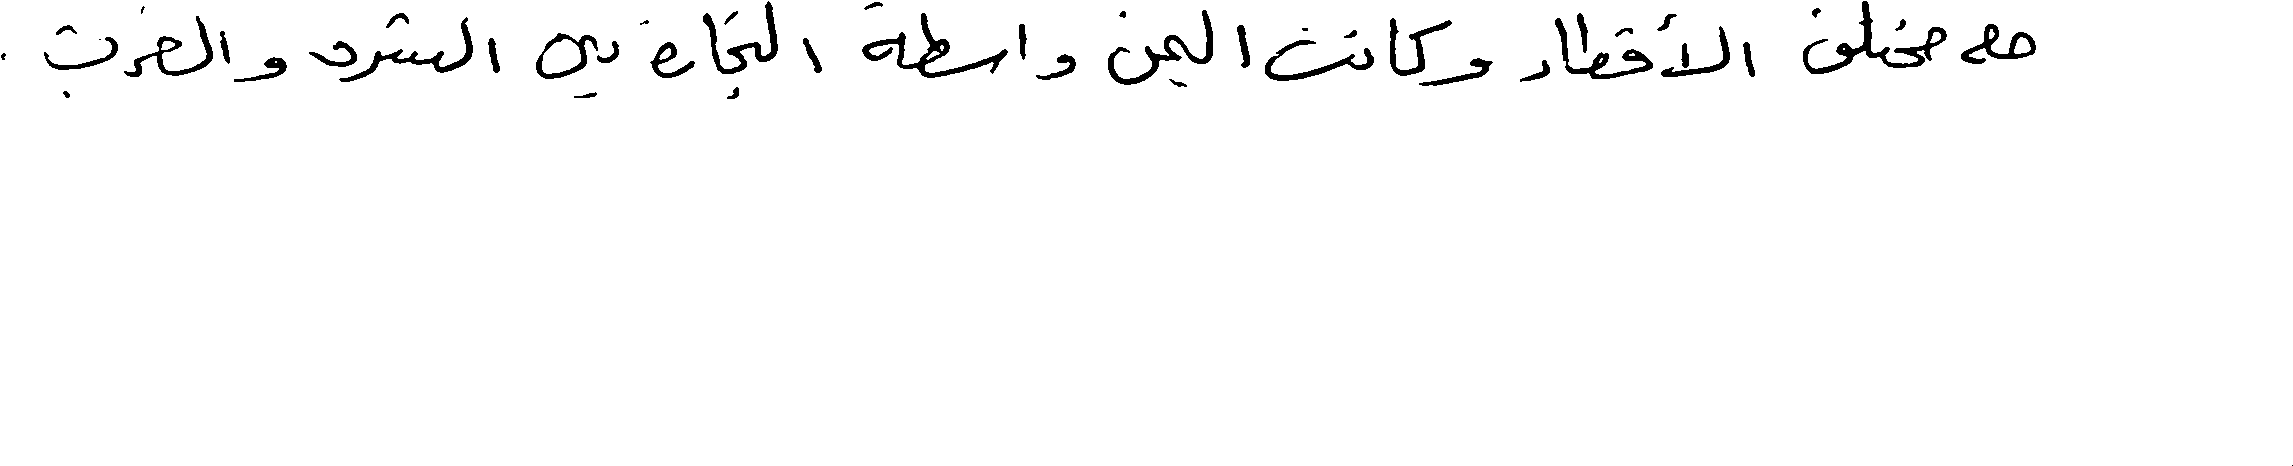 من مختلف الأقطار وكانت اليمن واسطة التجارة بين الشرق والغرب .